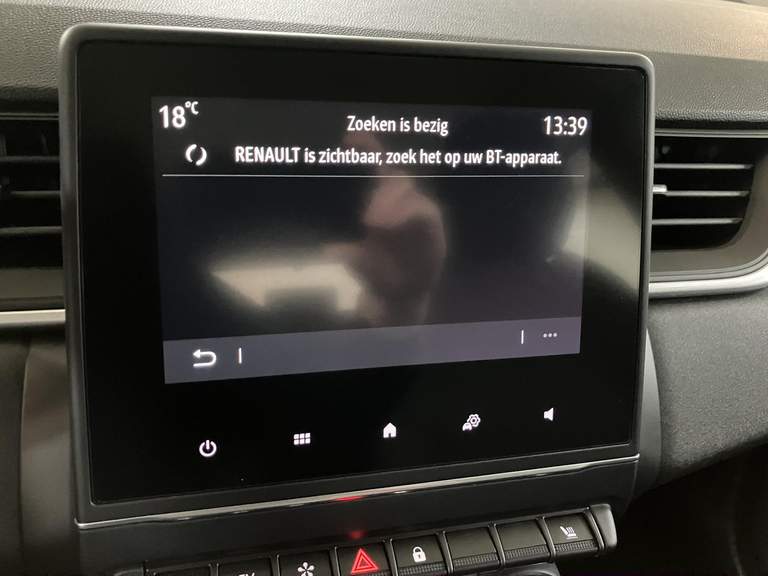 18°C
Zoeken is bezig
13:39
RENAULT is zichtbaar, zoek het op uw BT-apparaat.